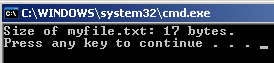 C:\WINDOWS\system32\cmd.exe
Size of myfile.txt: 17 bytes.
Press any key to continue . . . _